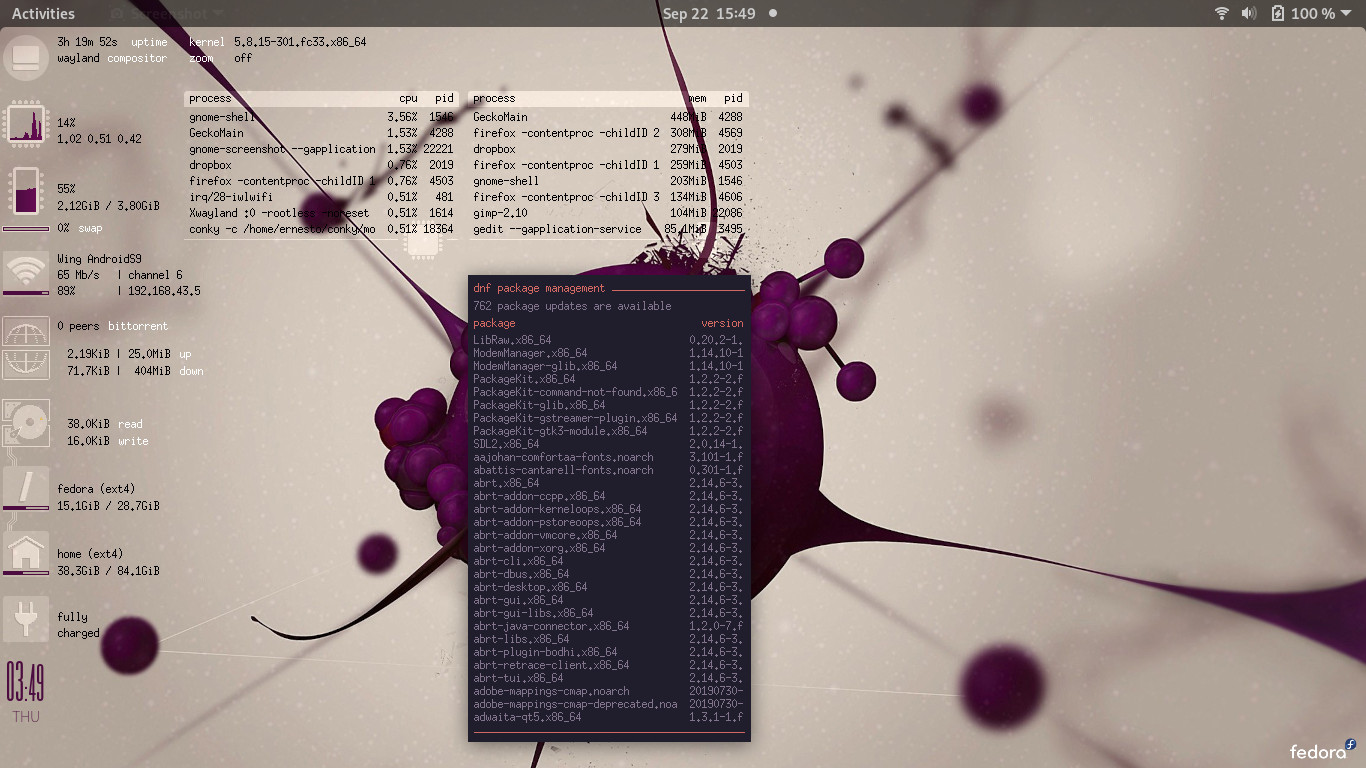 Activities
Screenshot
Sep 22 15:49
100 %
3h 19m 52s uptime kernel 5.8.15-301.fc33.x86_64
wayland compositor zoom off
process cpu pid
gnome-shell 3.56% 1546
GeckoMain 1.53% 4288
gnome-screenshot --gapplication 1.53% 22221
dropbox 0.76% 2019
firefox -contentproc -childID 1 0.76% 4503
irq/28-iwlwifi 0.51% 481
Xwayland :0 -rootless -noreset 0.51% 1614
conky -c /home/ernesto/conky/mo 0.51% 18364
process mem pid
GeckoMain 448MiB 4288
firefox -contentproc -childID 2 308MiB 4569
dropbox 279MiB 2019
firefox -contentproc -childID 1 259MiB 4503
gnome-shell 203MiB 1546
firefox -contentproc -childID 3 134MiB 4606
gimp-2.10 104MiB 22086
gedit --gapplication-service 85.1MiB 3495
14%
1.02 0.51 0.42
55%
2.12GiB / 3.80GiB
0% swap
Wing AndroidS9
65 Mb/s | channel 6
89% | 192.168.43.5
0 peers bittorrent
2.19KiB | 25.0MiB up
71.7KiB | 404MiB down
38.0KiB read
16.0KiB write
fedora (ext4)
15.1GiB / 28.7GiB
home (ext4)
38.3GiB / 84.1GiB
fully
charged
03:49
THU
dnf package management
762 package updates are available
package version
LibRaw.x86_64 0.20.2-1.
ModemManager.x86_64 1.14.10-1
ModemManager-glib.x86_64 1.14.10-1
PackageKit.x86_64 1.2.2-2.f
PackageKit-command-not-found.x86_6 1.2.2-2.f
PackageKit-glib.x86_64 1.2.2-2.f
PackageKit-gstreamer-plugin.x86_64 1.2.2-2.f
PackageKit-gtk3-module.x86_64 1.2.2-2.f
SDL2.x86_64 2.0.14-1.
aajohan-comfortaa-fonts.noarch 3.101-1.f
abattis-cantarell-fonts.noarch 0.301-1.f
abrt.x86_64 2.14.6-3.
abrt-addon-ccpp.x86_64 2.14.6-3.
abrt-addon-kerneloops.x86_64 2.14.6-3.
abrt-addon-pstoreoops.x86_64 2.14.6-3.
abrt-addon-vmcore.x86_64 2.14.6-3.
abrt-addon-xorg.x86_64 2.14.6-3.
abrt-cli.x86_64 2.14.6-3.
abrt-dbus.x86_64 2.14.6-3.
abrt-desktop.x86_64 2.14.6-3.
abrt-gui.x86_64 2.14.6-3.
abrt-gui-libs.x86_64 2.14.6-3.
abrt-java-connector.x86_64 1.2.0-7.f
abrt-libs.x86_64 2.14.6-3.
abrt-plugin-bodhi.x86_64 2.14.6-3.
abrt-retrace-client.x86_64 2.14.6-3.
abrt-tui.x86_64 2.14.6-3.
adobe-mappings-cmap.noarch 20190730-
adobe-mappings-cmap-deprecated.noa 20190730-
adwaita-qt5.x86_64 1.3.1-1.f
fedora